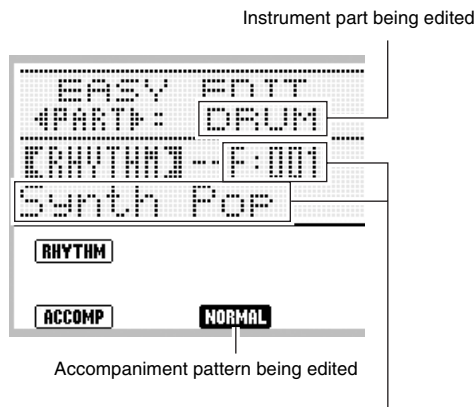 Instrument part being edited
EASY EDIT
◀PART▶: DRUM
【RHYTHM】--F:001
Synth Pop
RHYTHM
ACCOMP NORMAL
Accompaniment pattern being edited